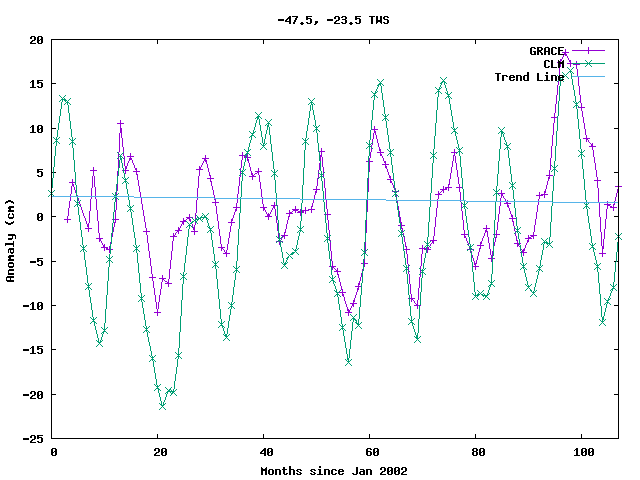 -47.5, -23.5 TWS
GRACE
CLM
Trend Line
20
15
10
5
0
-5
-10
-15
-20
-25
Anomaly (cm)
0 20 40 60 80 100
Months since Jan 2002